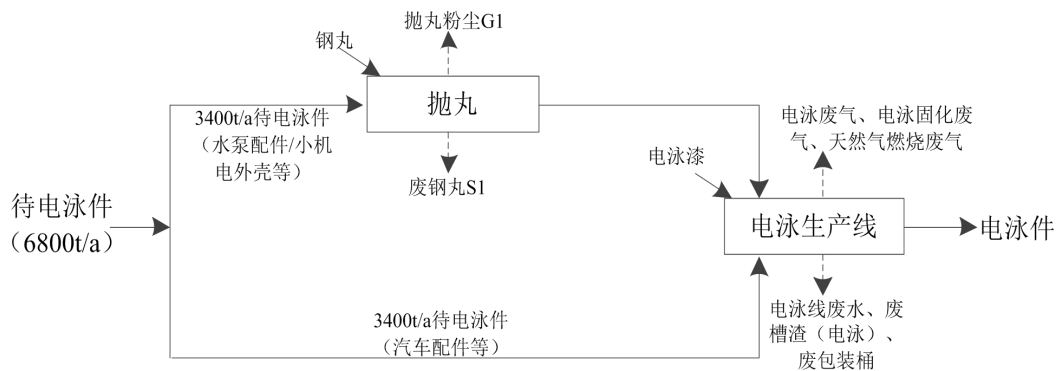 抛丸粉尘G1
钢丸
抛丸
3400t/a待电泳件
（水泵配件/小机
电外壳等）
废钢丸S1
电泳废气、电泳固化废
气、天然气燃烧废气
电泳漆
待电泳件
（6800t/a）
电泳生产线
电泳件
3400t/a待电泳件
（汽车配件等）
电泳线废水、废
槽渣（电泳）、
废包装桶